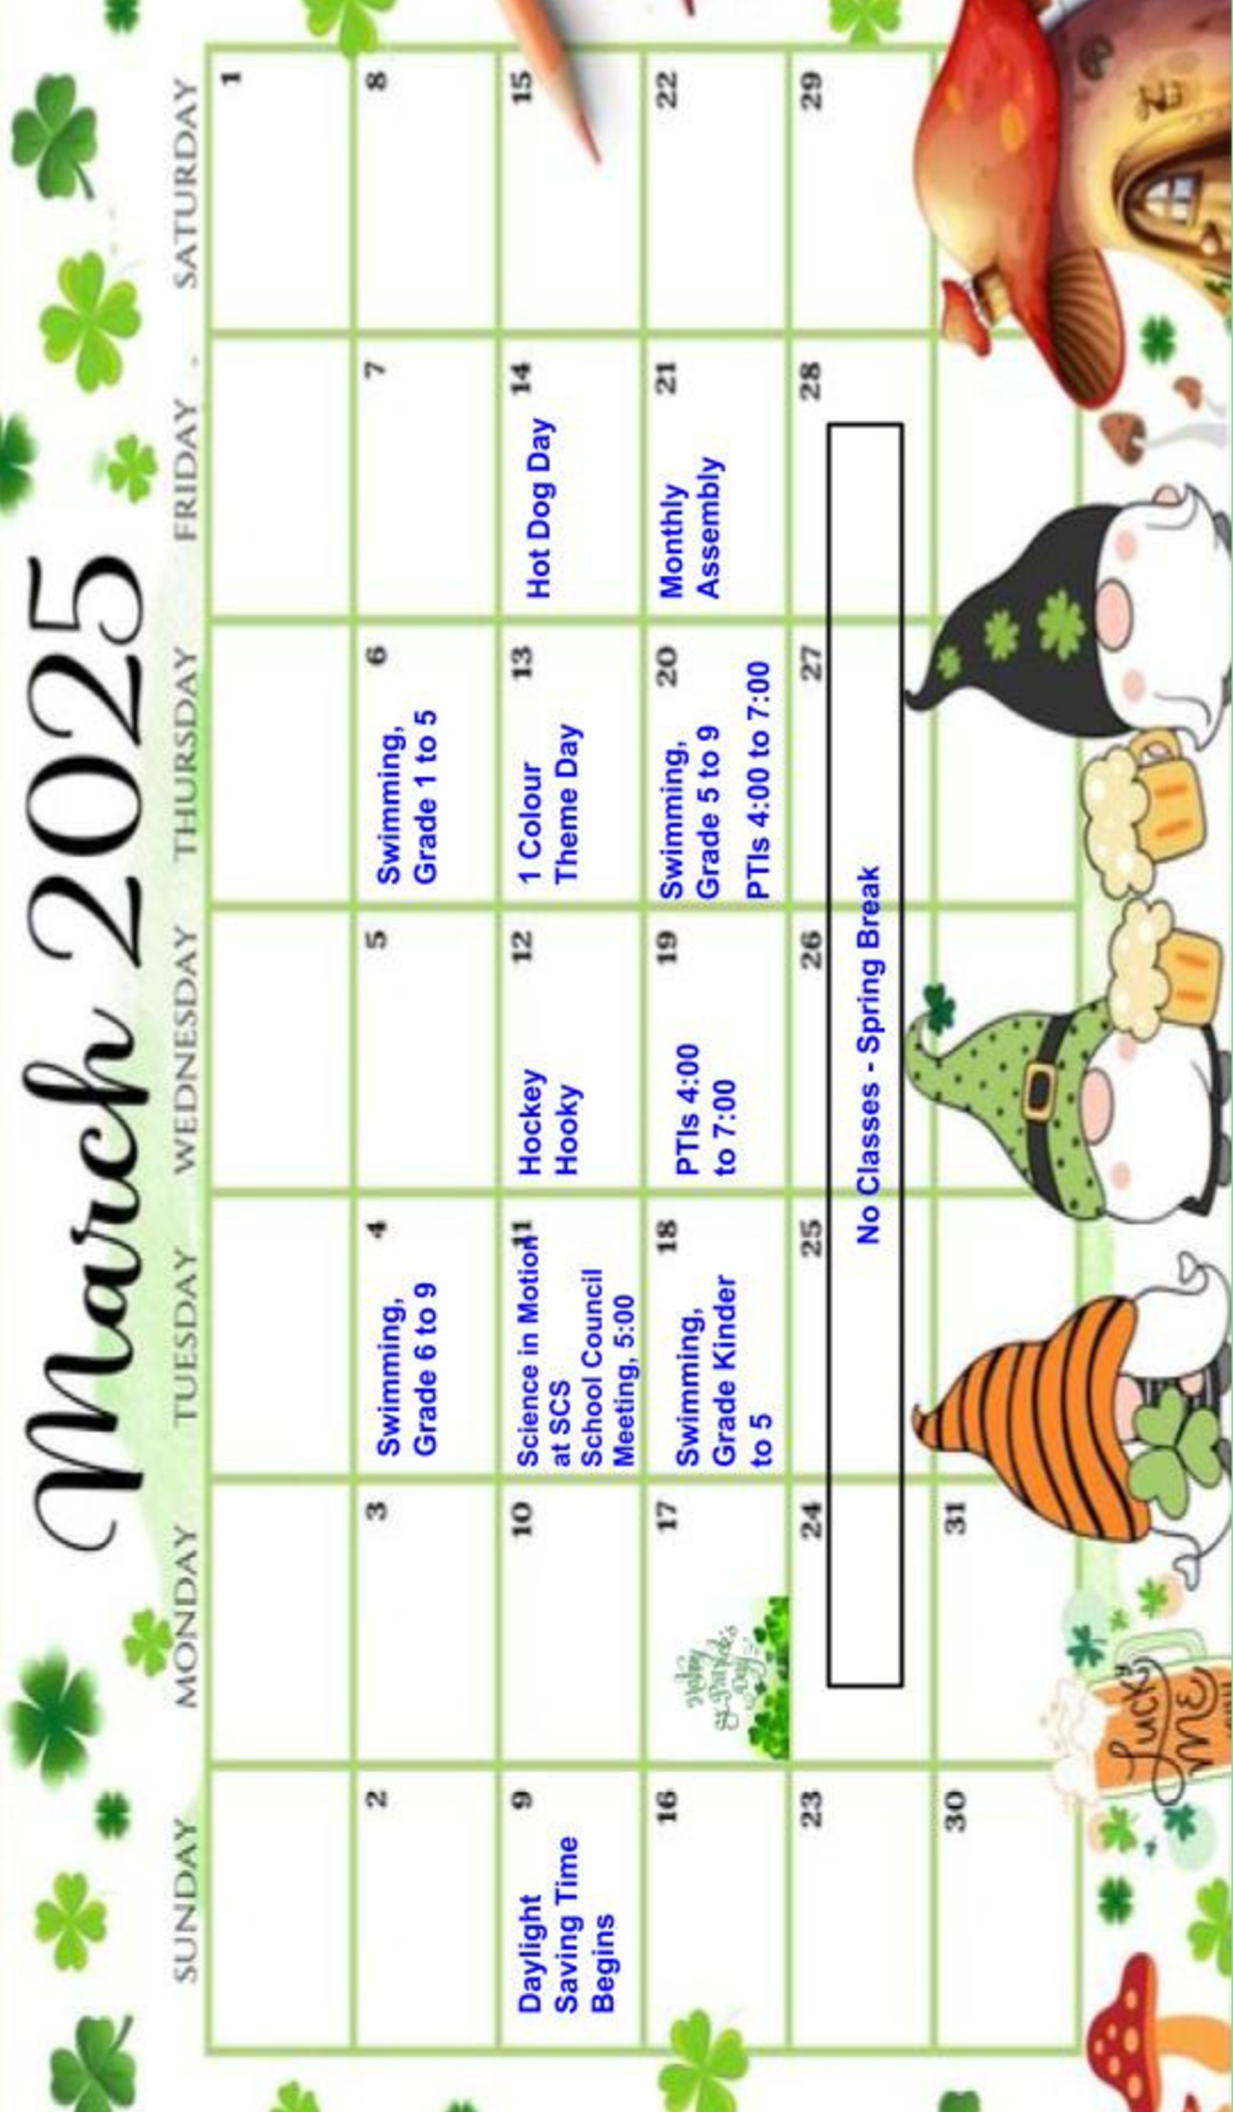 March 2025
SUNDAY MONDAY TUESDAY WEDNESDAY THURSDAY FRIDAY SATURDAY
1
2 3 4 5 6 7 8
Swimming,
Grade 6 to 9
Swimming,
Grade 1 to 5
9 10 11 12 13 14 15
Daylight
Saving Time
Begins
Science in Motion
at SCS
School Council
Meeting, 5:00
Hockey
Hooky
1 Colour
Theme Day
Hot Dog Day
16 17 18 19 20 21 22
Happy
St. Patrick's
Day
Swimming,
Grade Kinder
to 5
PTIs 4:00
to 7:00
Swimming,
Grade 5 to 9
PTIs 4:00 to 7:00
Monthly
Assembly
23 24 25 26 27 28 29
No Classes - Spring Break
30 31
Lucky
me